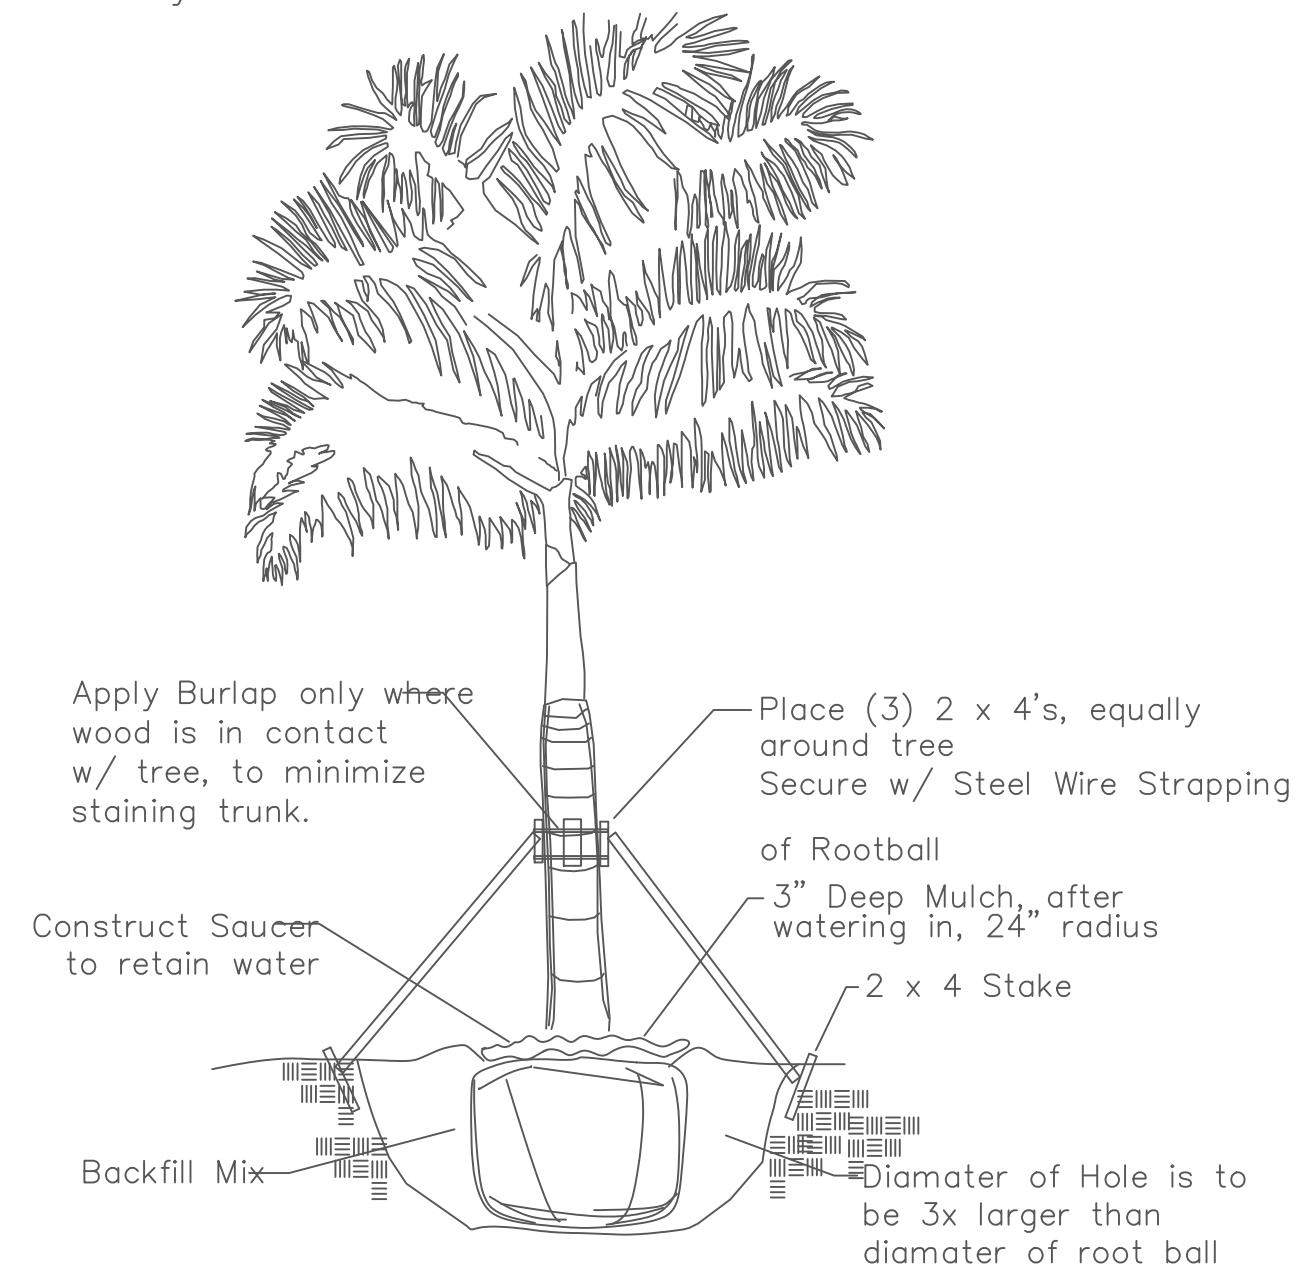 Apply Burlap only where
wood is in contact
w/ tree, to minimize
staining trunk.
Place (3) 2 x 4's, equally
around tree
Secure w/ Steel Wire Strapping
of Rootball
3” Deep Mulch, after
watering in, 24” radius
Construct Saucer
to retain water
2 x 4 Stake
Backfill Mix
Diamater of Hole is to
be 3x larger than
diamater of root ball